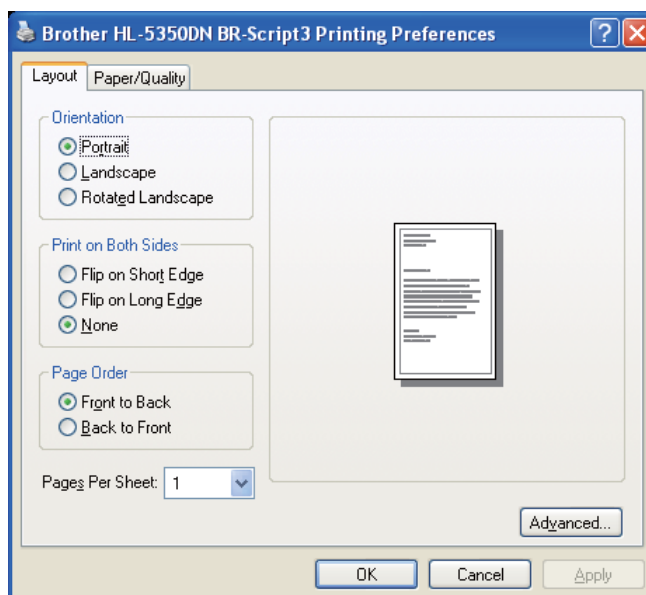 Brother HL-5350DN BR-Script3 Printing Preferences
Layout
Paper/Quality
Orientation
Portrait
Landscape
Rotated Landscape
Print on Both Sides
Flip on Short Edge
Flip on Long Edge
None
Page Order
Front to Back
Back to Front
Pages Per Sheet: 1
Advanced...
OK
Cancel
Apply